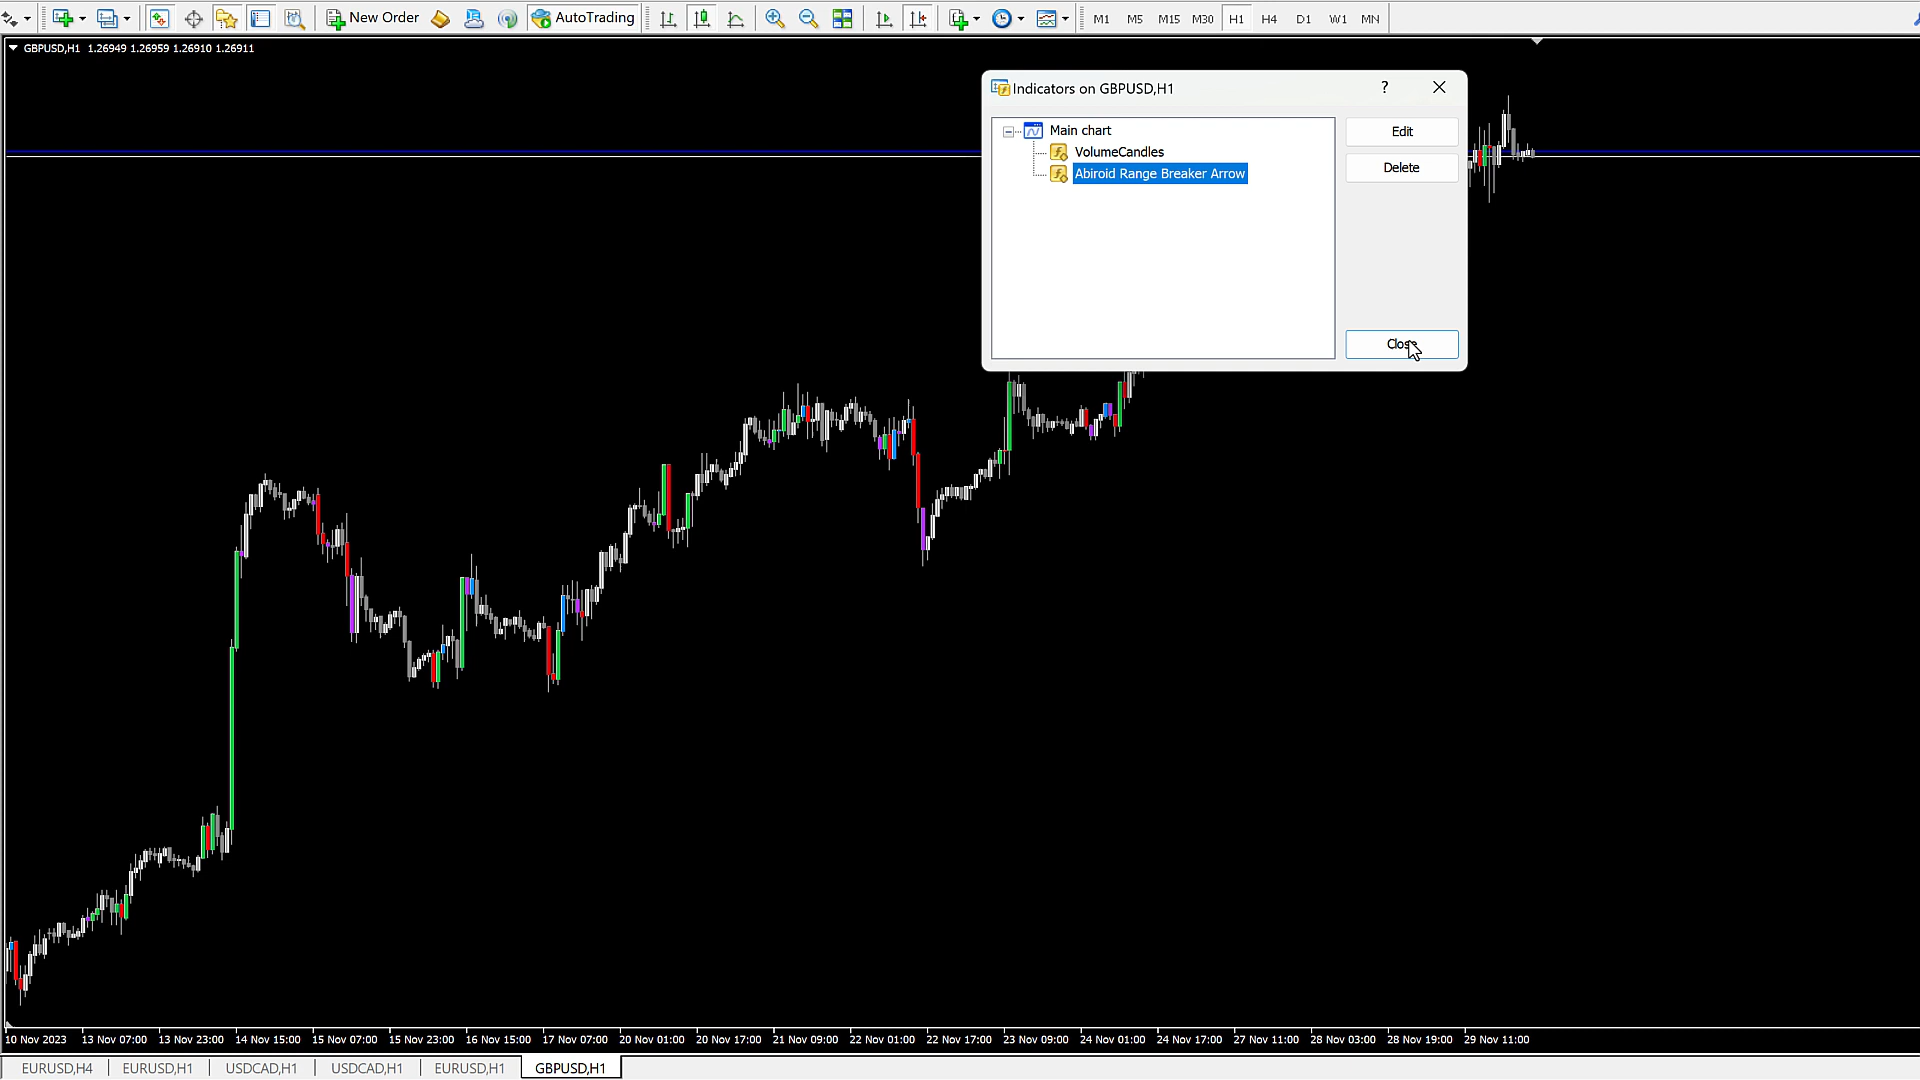 New Order AutoTrading M1 M5 M15 M30 H1 H4 D1 W1 MN
GBPUSD,H1 1.26949 1.26959 1.26910 1.26911
Indicators on GBPUSD,H1 ?
Main chart
VolumeCandles
Abiroid Range Breaker Arrow
Edit
Delete
Close
10 Nov 2023 13 Nov 07:00 13 Nov 23:00 14 Nov 15:00 15 Nov 07:00 15 Nov 23:00 16 Nov 15:00 17 Nov 07:00 20 Nov 01:00 20 Nov 17:00 21 Nov 09:00 22 Nov 01:00 22 Nov 17:00 23 Nov 09:00 24 Nov 01:00 24 Nov 17:00 27 Nov 11:00 28 Nov 03:00 28 Nov 19:00 29 Nov 11:00
EURUSD,H4 EURUSD,H1 USDCAD,H1 USDCAD,H1 EURUSD,H1 GBPUSD,H1